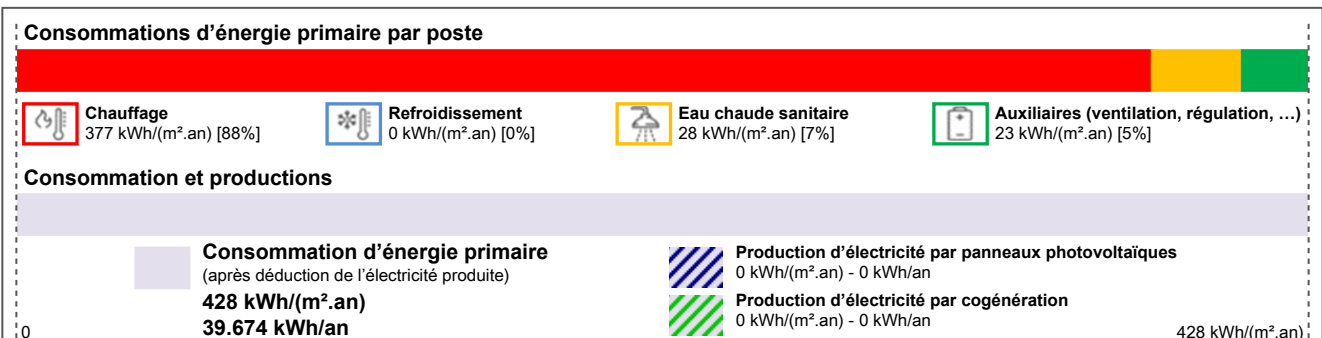 Consommations d’énergie primaire par poste
Chauffage
377 kWh/(m².an) [88%]
Refroidissement
0 kWh/(m².an) [0%]
Eau chaude sanitaire
28 kWh/(m².an) [7%]
Auxiliaires (ventilation, régulation, …)
23 kWh/(m².an) [5%]
Consommation et productions
Consommation d’énergie primaire
(après déduction de l’électricité produite)
428 kWh/(m².an)
39.674 kWh/an
Production d’électricité par panneaux photovoltaïques
0 kWh/(m².an) - 0 kWh/an
Production d’électricité par cogénération
0 kWh/(m².an) - 0 kWh/an
0
428 kWh/(m².an)